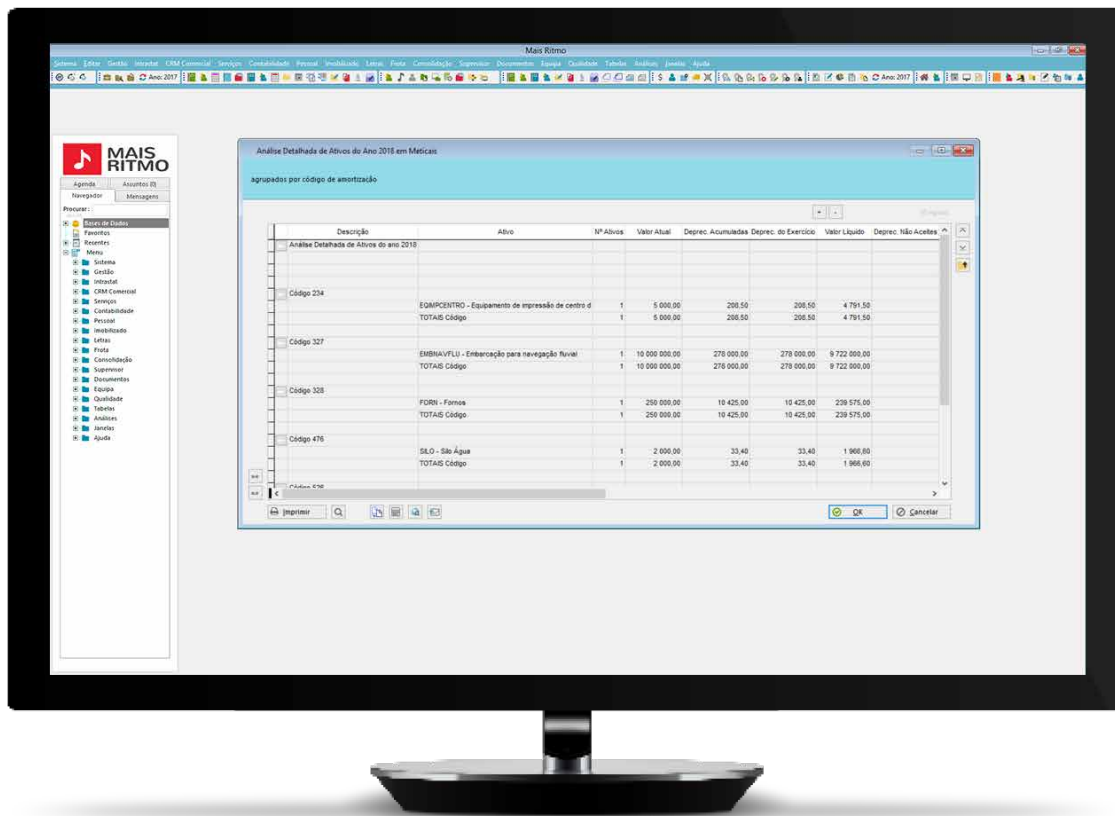 Mais Ritmo
Sistema Editar Gestão Intrastat CRM Comercial Serviços Contabilidade Pessoal Imobilizado Letras Frota Consolidação Supervisor Documentos Equipa Qualidade Tabelas Análises Janelas Ajuda
Ano: 2017 Ano: 2017
MAIS
RITMO
Agenda Assuntos (0)
Navegador Mensagens
Procurar:
Bases de Dados
Favoritos
Recentes
Menu
Sistema
Gestão
Intrastat
CRM Comercial
Serviços
Contabilidade
Pessoal
Imobilizado
Letras
Frota
Consolidação
Supervisor
Documentos
Equipa
Qualidade
Tabelas
Análises
Janelas
Ajuda
Análise Detalhada de Ativos do Ano 2018 em Meticais
agrupados por código de amortização
Descrição Ativo Nº Ativos Valor Atual Deprec. Acumuladas Deprec. do Exercício Valor Líquido Deprec. Não Aceites
Análise Detalhada de Ativos do ano 2018
Código 234
EQIMPCENTRO - Equipamento de impressão de centro d 1 5 000,00 208,50 208,50 4 791,50
TOTAIS Código 1 5 000,00 208,50 208,50 4 791,50
Código 327
EMBNAVFLU - Embarcação para navegação fluvial 1 10 000 000,00 278 000,00 278 000,00 9 722 000,00
TOTAIS Código 1 10 000 000,00 278 000,00 278 000,00 9 722 000,00
Código 328
FORN - Fornos 1 250 000,00 10 425,00 10 425,00 239 575,00
TOTAIS Código 1 250 000,00 10 425,00 10 425,00 239 575,00
Código 476
SILO - Silo Água 1 2 000,00 33,40 33,40 1 966,60
TOTAIS Código 1 2 000,00 33,40 33,40 1 966,60
Código 526
Imprimir OK Cancelar